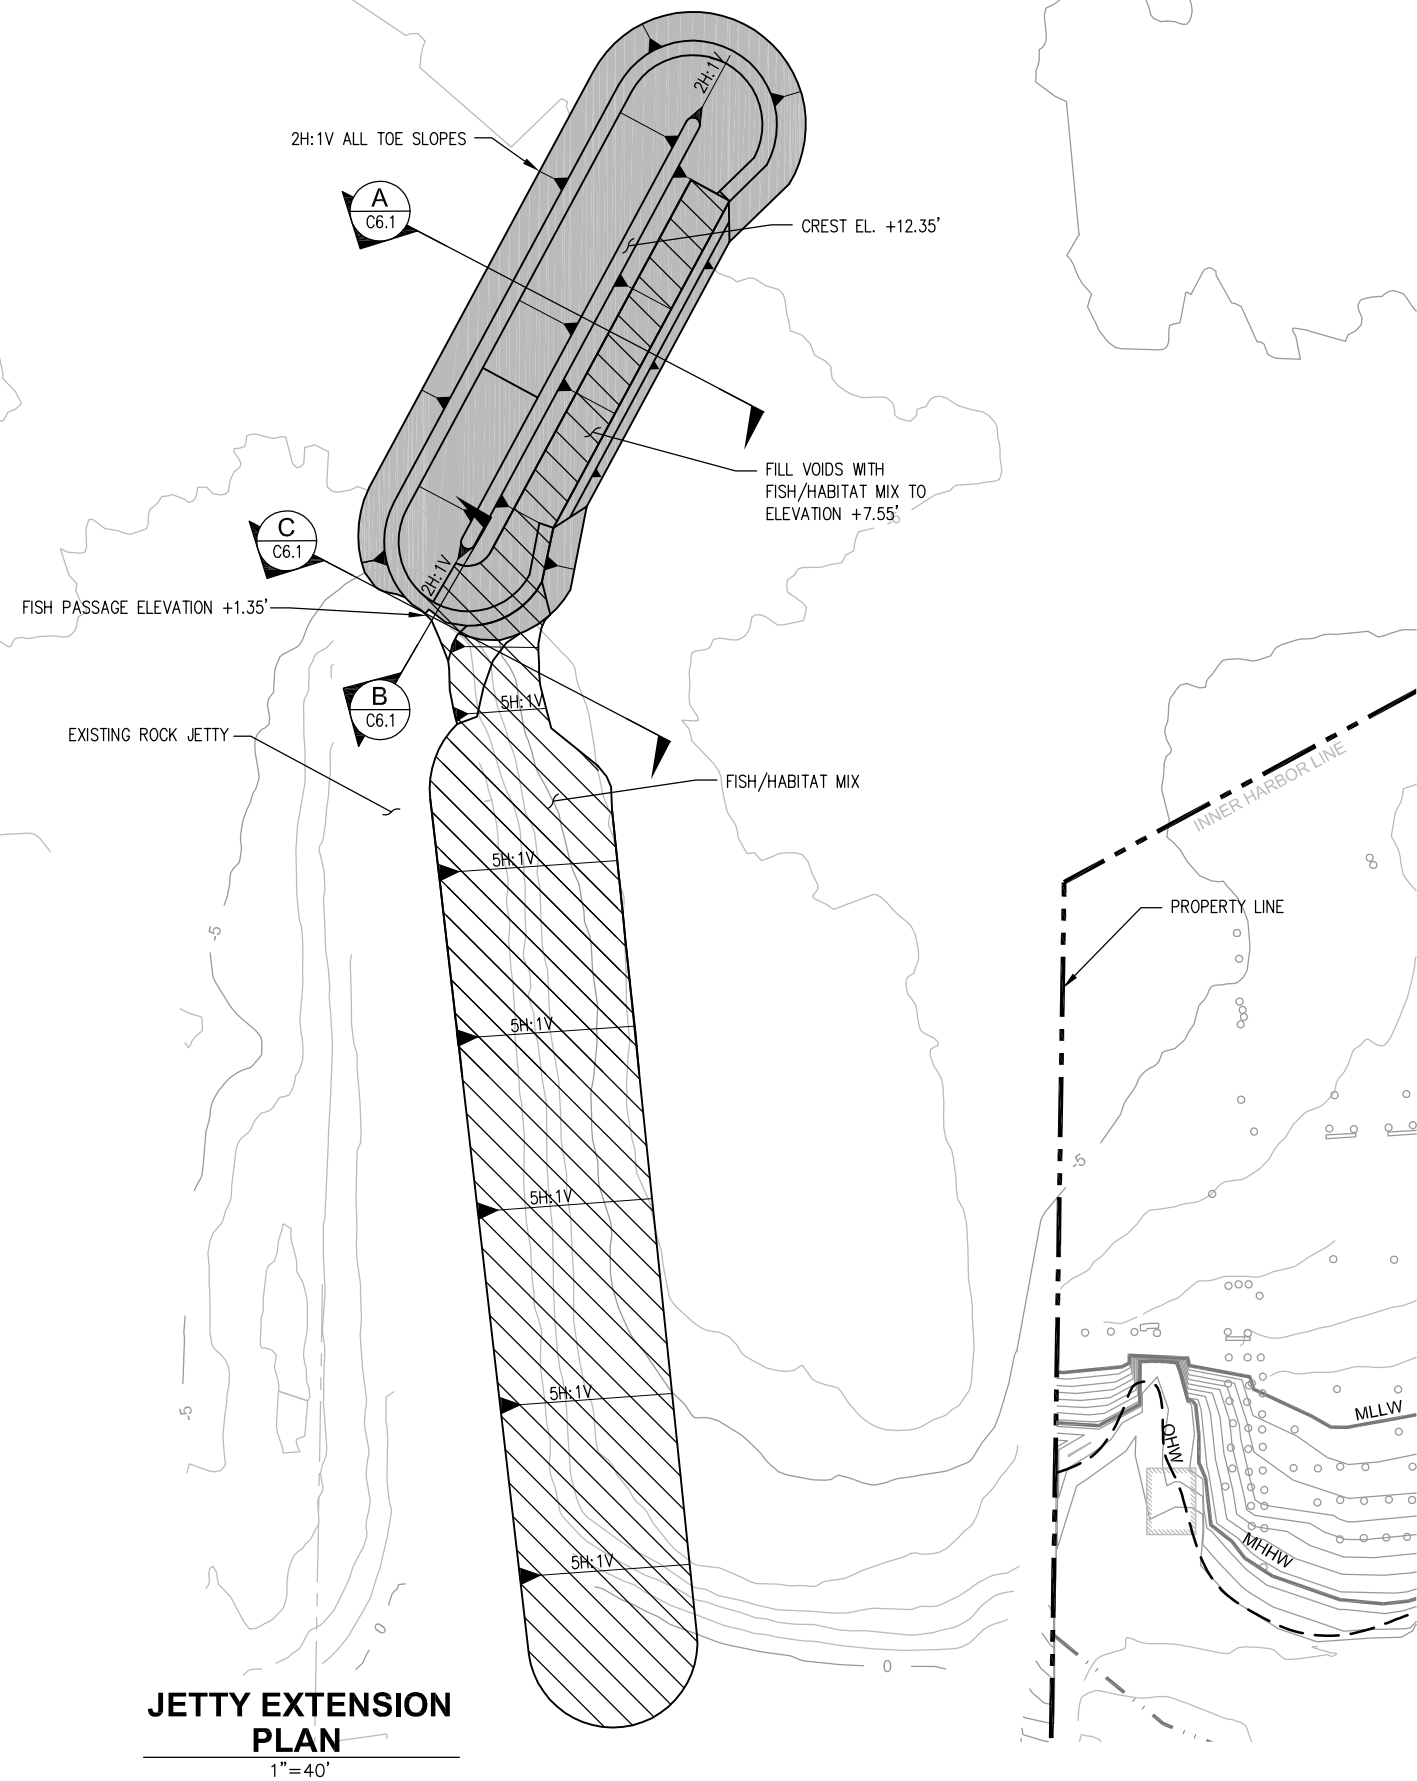 2H:1V
2H:1V ALL TOE SLOPES
A
C6.1
CREST EL. +12.35'
FILL VOIDS WITH
FISH/HABITAT MIX TO
ELEVATION +7.55'
C
C6.1
2H:1V
FISH PASSAGE ELEVATION +1.35'
B
C6.1
5H:1V
EXISTING ROCK JETTY
FISH/HABITAT MIX
INNER HARBOR LINE
5H:1V
PROPERTY LINE
-5
5H:1V
-5
5H:1V
5H:1V
-5
MLLW
OHW
MHHW
5H:1V
0
0
JETTY EXTENSION
PLAN
1"=40'